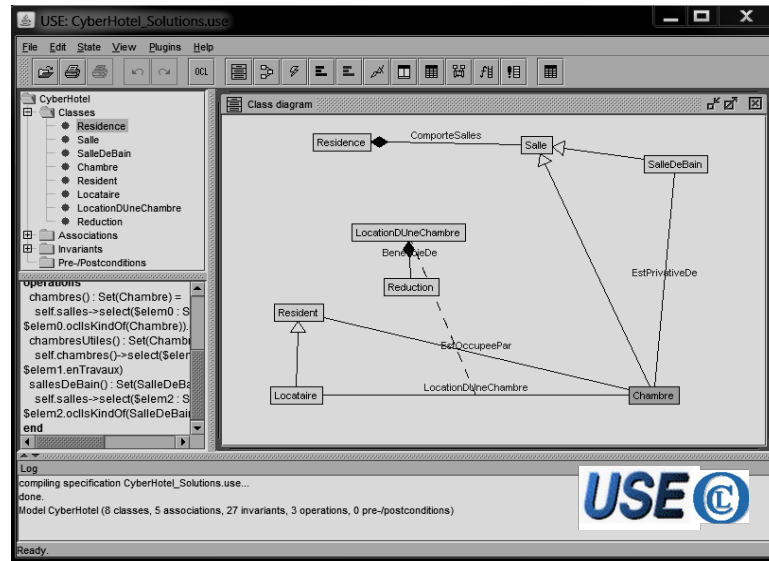 USE: CyberHotel_Solutions.use
File Edit State View Plugins Help
OCL
CyberHotel
Classes
Residence
Salle
SalleDeBain
Chambre
Resident
Locataire
LocationDUneChambre
Reduction
Associations
Invariants
Pre-/Postconditions
operations
chambres() : Set(Chambre) =
self.salles->select($elem0 : S
$elem0.oclIsKindOf(Chambre)).
chambresUtiles() : Set(Chambr
self.chambres()->select($elem
$elem1.enTravaux)
sallesDeBain() : Set(SalleDeBa
self.salles->select($elem2 : S
$elem2.oclIsKindOf(SalleDeBai
end
Class diagram
Residence
ComporteSalles
Salle
SalleDeBain
LocationDUneChambre
Reduction
EstPrivativeDe
Resident
EstOccupeePar
Locataire
LocationDUneChambre
Chambre
Log
compiling specification CyberHotel_Solutions.use...
done.
Model CyberHotel (8 classes, 5 associations, 27 invariants, 3 operations, 0 pre-/postconditions)
USE
Ready.